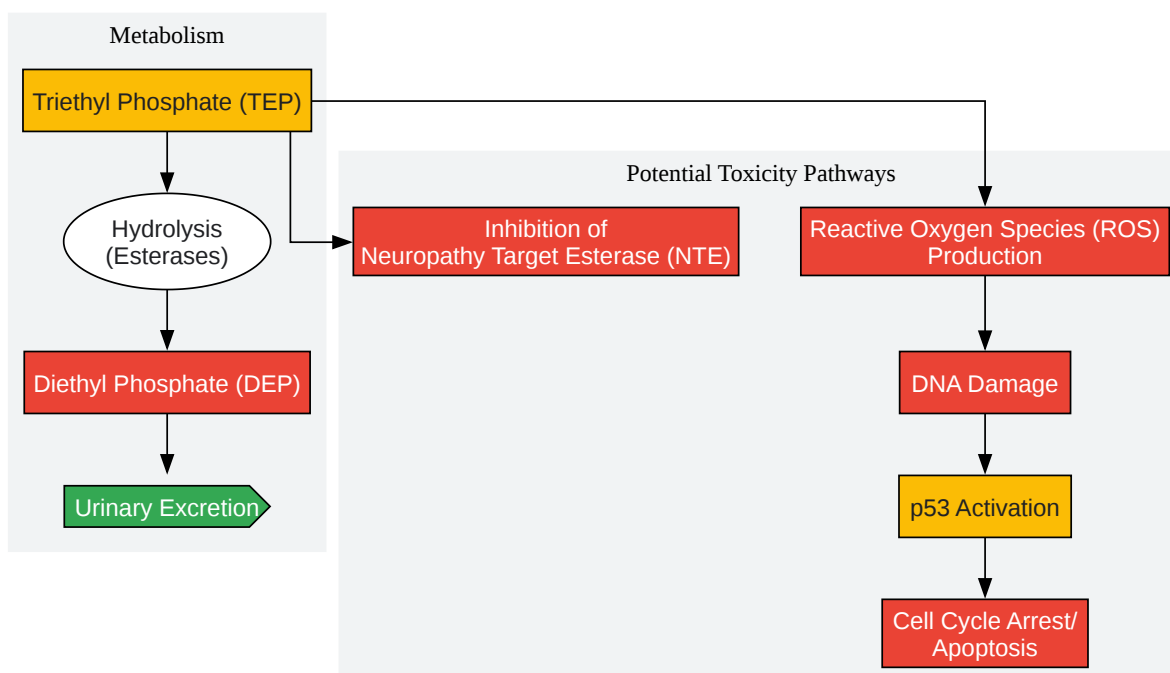 Metabolism
Triethyl Phosphate (TEP)
Hydrolysis
(Esterases)
Diethyl Phosphate (DEP)
Urinary Excretion
Potential Toxicity Pathways
Inhibition of
Neuropathy Target Esterase (NTE)
Reactive Oxygen Species (ROS)
Production
DNA Damage
p53 Activation
Cell Cycle Arrest/
Apoptosis